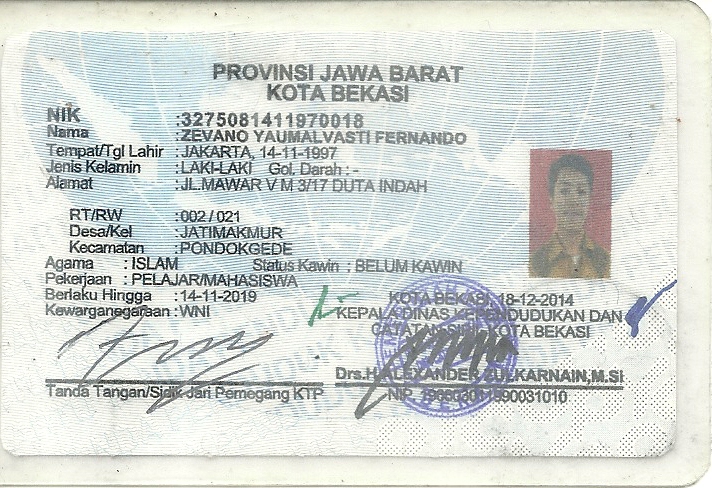 PROVINSI JAWA BARAT
KOTA BEKASI
NIK :3275081411970018
Nama :ZEVANO YAUMALVASTI FERNANDO
Tempat/Tgl Lahir :JAKARTA, 14-11-1997
Jenis Kelamin :LAKI-LAKI Gol. Darah : -
Alamat :JL.MAWAR V M 3/17 DUTA INDAH
RT/RW :002 / 021
Desa/Kel :JATIMAKMUR
Kecamatan :PONDOKGEDE
Agama : ISLAM Status Kawin : BELUM KAWIN
Pekerjaan : PELAJAR/MAHASISWA
Berlaku Hingga :14-11-2019
Kewarganegaraan :WNI
KOTA BEKASI, 18-12-2014
KEPALA DINAS KEPENDUDUKAN DAN
CATATAN SIPIL KOTA BEKASI
Drs.H.ALEXANDER ZULKARNAIN,M.SI
Tanda Tangan/Sidik Jari Pemegang KTP
NIP.